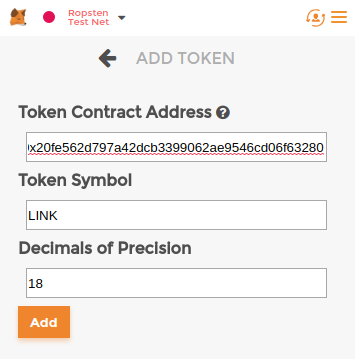 Ropsten
Test Net
ADD TOKEN
Token Contract Address ?
x20fe562d797a42dcb3399062ae9546cd06f63280
Token Symbol
LINK
Decimals of Precision
18
Add